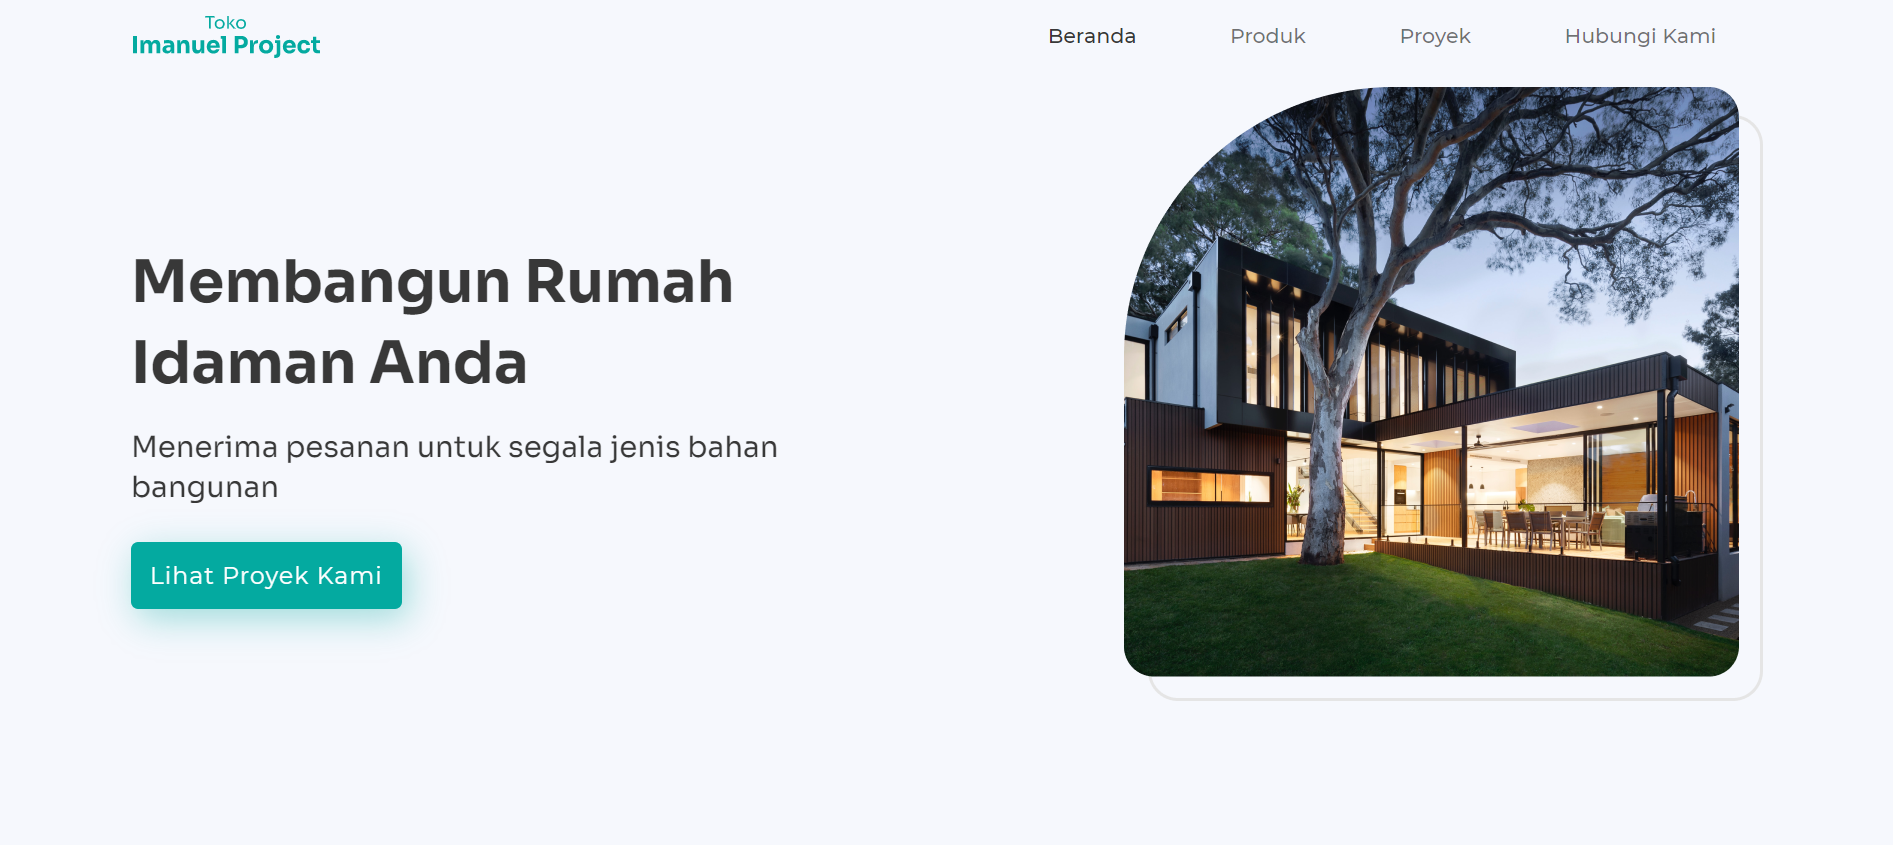 Toko
Imanuel Project
Beranda
Produk
Proyek
Hubungi Kami
Membangun Rumah
Idaman Anda
Menerima pesanan untuk segala jenis bahan
bangunan
Lihat Proyek Kami